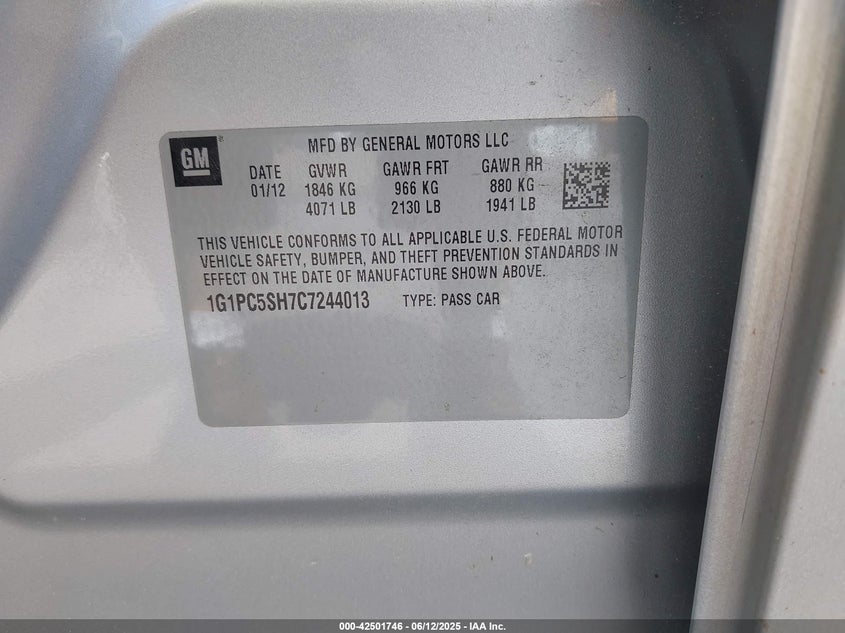 GM
MFD BY GENERAL MOTORS LLC
DATE GVWR GAWR FRT GAWR RR
01/12 1846 KG 966 KG 880 KG
4071 LB 2130 LB 1941 LB
THIS VEHICLE CONFORMS TO ALL APPLICABLE U.S. FEDERAL MOTOR
VEHICLE SAFETY, BUMPER, AND THEFT PREVENTION STANDARDS IN
EFFECT ON THE DATE OF MANUFACTURE SHOWN ABOVE.
1G1PC5SH7C7244013 TYPE: PASS CAR
000-42501746 - 06/12/2025 - IAA Inc.